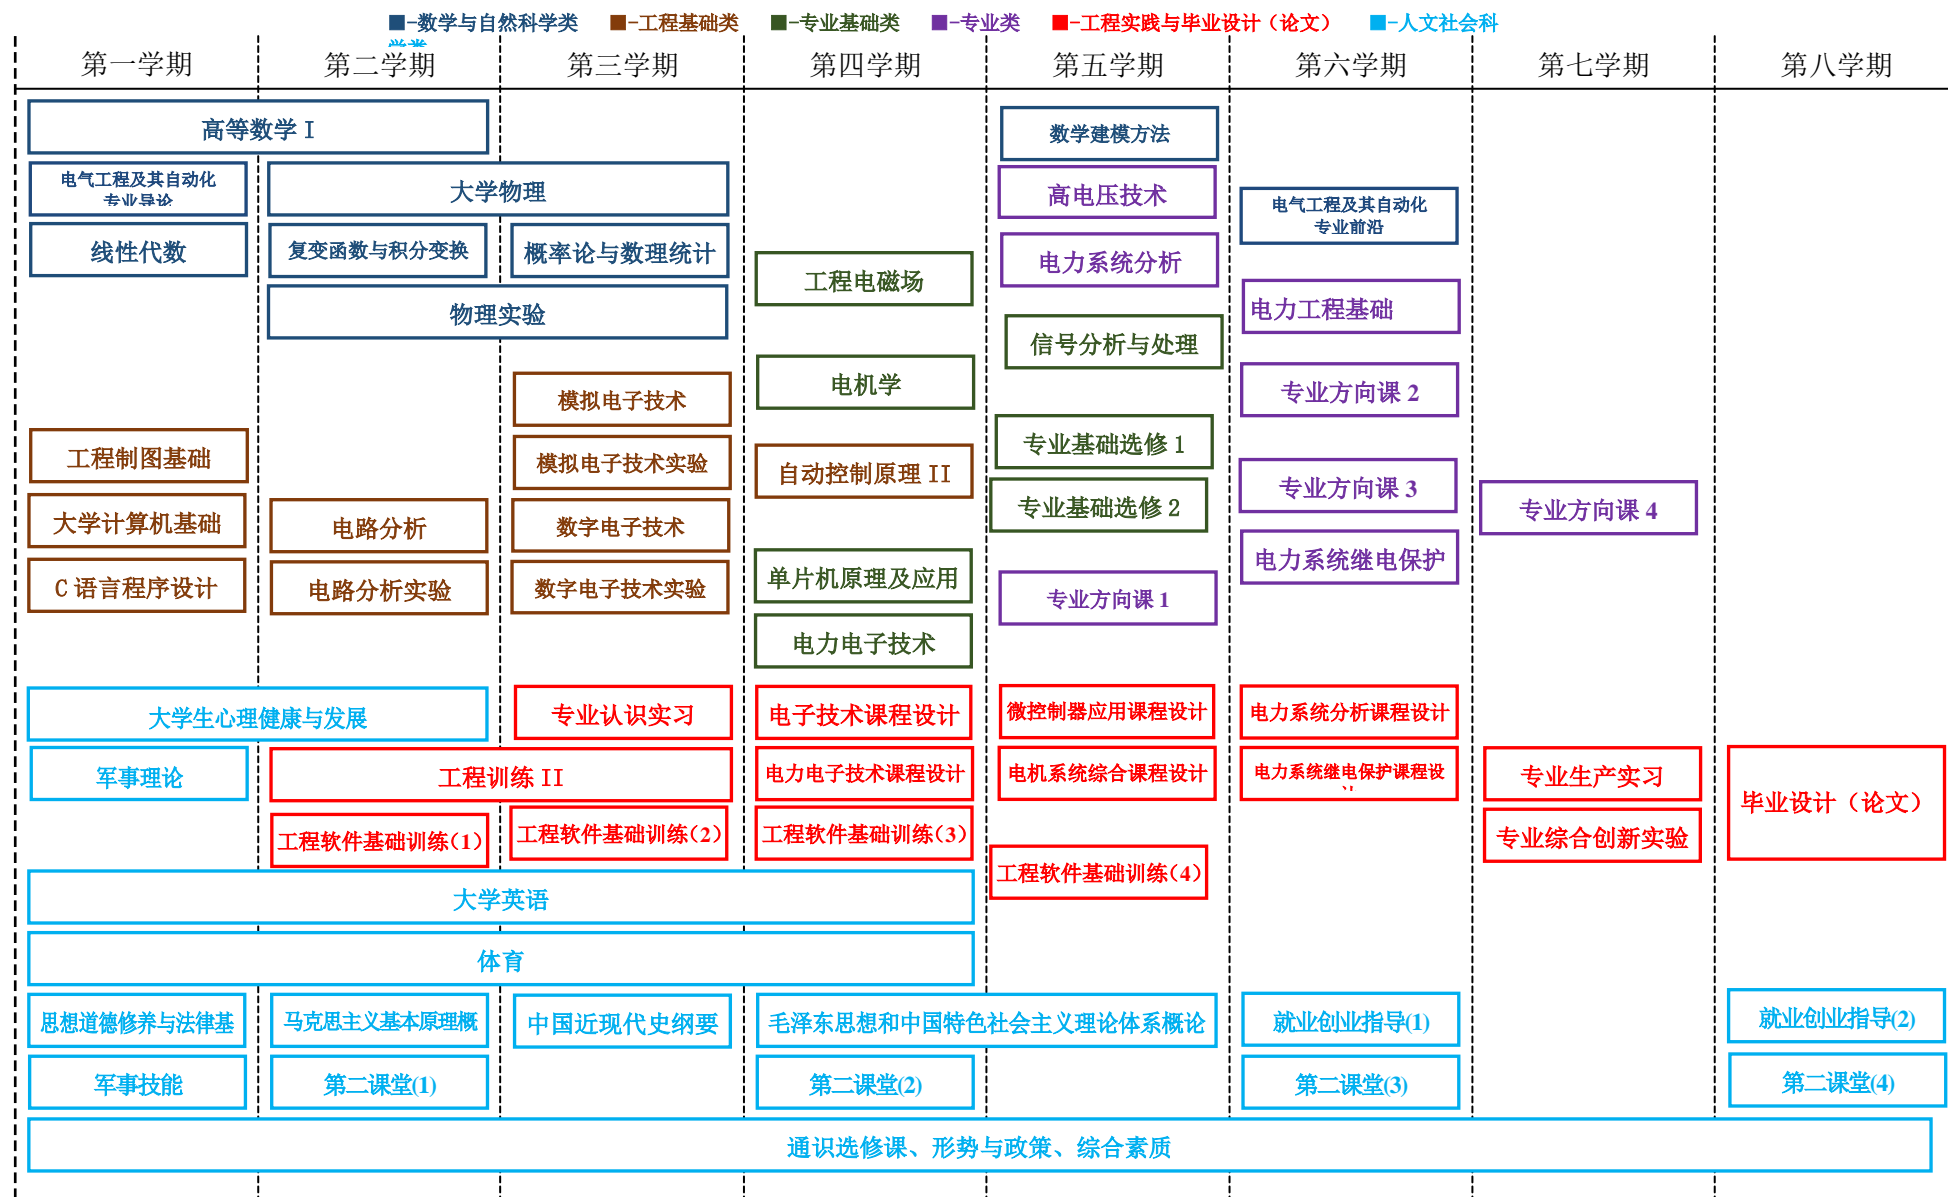 ■-数学与自然科学类 ■-工程基础类 ■-专业基础类 ■-专业类 ■-工程实践与毕业设计（论文） ■-人文社会科
学类
第一学期 第二学期 第三学期 第四学期 第五学期 第六学期 第七学期 第八学期
高等数学 I
数学建模方法
电气工程及其自动化
专业导论
大学物理
高电压技术
电气工程及其自动化
专业前沿
线性代数
复变函数与积分变换
概率论与数理统计
电力系统分析
工程电磁场
物理实验
电力工程基础
信号分析与处理
电机学
专业方向课 2
模拟电子技术
工程制图基础
模拟电子技术实验
自动控制原理 II
专业基础选修 1
专业方向课 3
大学计算机基础
电路分析
数字电子技术
专业基础选修 2
专业方向课 4
C 语言程序设计
电路分析实验
数字电子技术实验
单片机原理及应用
专业方向课 1
电力系统继电保护
电力电子技术
大学生心理健康与发展
专业认识实习
电子技术课程设计
微控制器应用课程设计
电力系统分析课程设计
军事理论
工程训练 II
电力电子技术课程设计
电机系统综合课程设计
电力系统继电保护课程设
专业生产实习
毕业设计（论文）
工程软件基础训练(1)
工程软件基础训练(2)
工程软件基础训练(3)
工程软件基础训练(4)
专业综合创新实验
大学英语
体育
思想道德修养与法律基
马克思主义基本原理概
中国近现代史纲要
毛泽东思想和中国特色社会主义理论体系概论
就业创业指导(1)
就业创业指导(2)
军事技能
第二课堂(1)
第二课堂(2)
第二课堂(3)
第二课堂(4)
通识选修课、形势与政策、综合素质